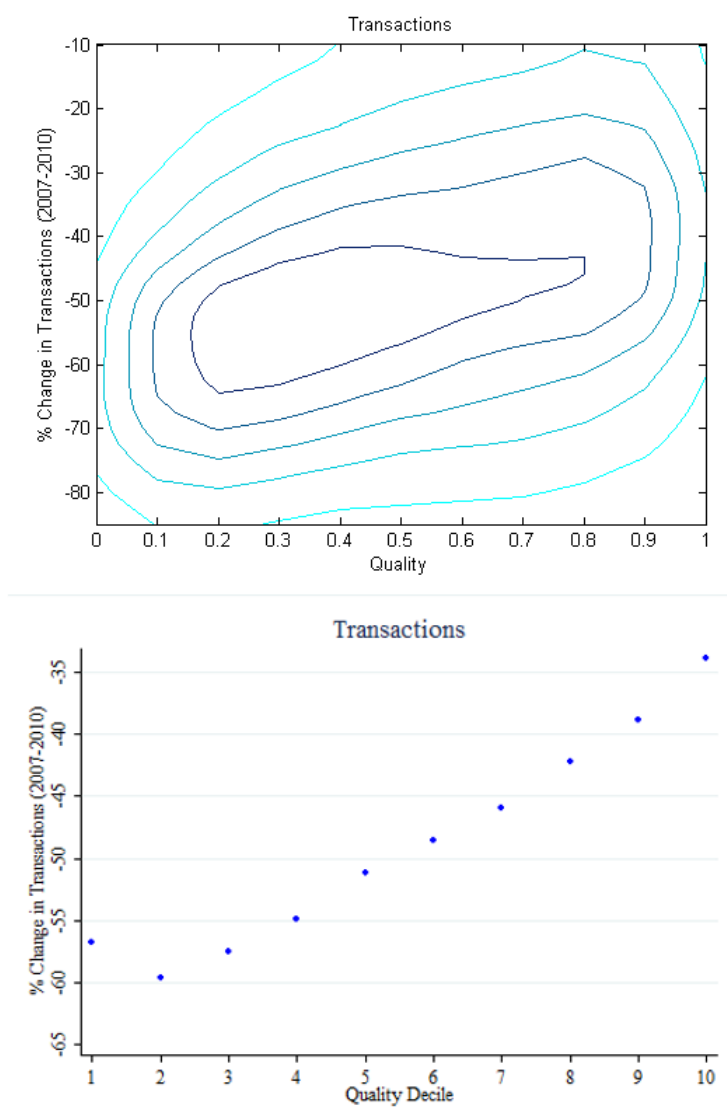 Transactions
% Change in Transactions (2007-2010)
-10
-20
-30
-40
-50
-60
-70
-80
0 0.1 0.2 0.3 0.4 0.5 0.6 0.7 0.8 0.9 1
Quality
Transactions
% Change in Transactions (2007-2010)
-35
-40
-45
-50
-55
-60
-65
1 2 3 4 5 6 7 8 9 10
Quality Decile